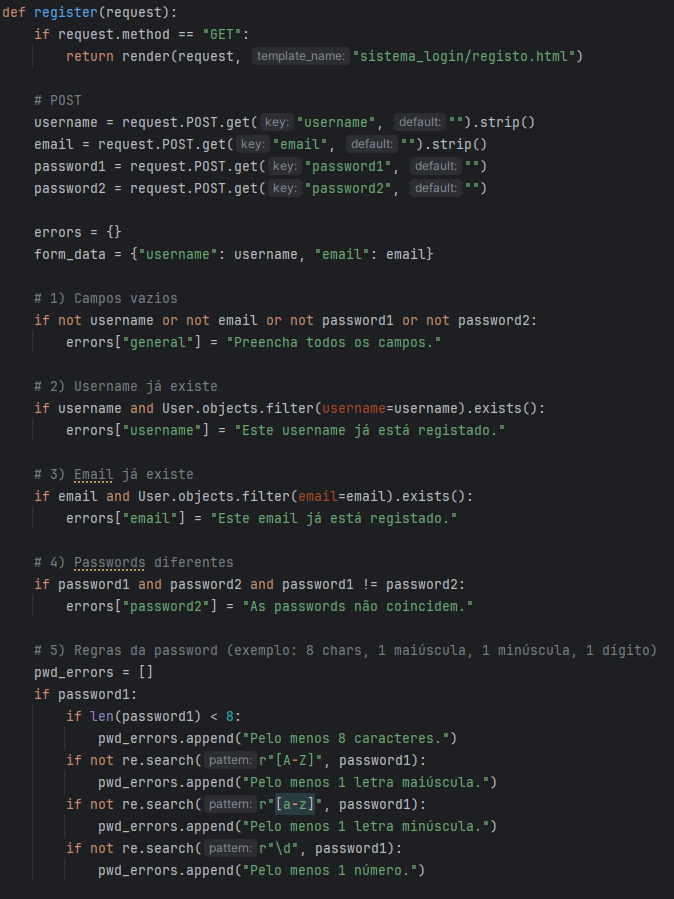 def register(request):
    if request.method == "GET":
        return render(request, template_name: "sistema_login/registo.html")

    # POST
    username = request.POST.get( key: "username", default: "").strip()
    email = request.POST.get( key: "email", default: "").strip()
    password1 = request.POST.get( key: "password1", default: "")
    password2 = request.POST.get( key: "password2", default: "")

    errors = {}
    form_data = {"username": username, "email": email}

    # 1) Campos vazios
    if not username or not email or not password1 or not password2:
        errors["general"] = "Preencha todos os campos."

    # 2) Username já existe
    if username and User.objects.filter(username=username).exists():
        errors["username"] = "Este username já está registado."

    # 3) Email já existe
    if email and User.objects.filter(email=email).exists():
        errors["email"] = "Este email já está registado."

    # 4) Passwords diferentes
    if password1 and password2 and password1 != password2:
        errors["password2"] = "As passwords não coincidem."

    # 5) Regras da password (exemplo: 8 chars, 1 maiúscula, 1 minúscula, 1 dígito)
    pwd_errors = []
    if password1:
        if len(password1) < 8:
            pwd_errors.append("Pelo menos 8 caracteres.")
        if not re.search( pattern: r"[A-Z]", password1):
            pwd_errors.append("Pelo menos 1 letra maiúscula.")
        if not re.search( pattern: r"[a-z]", password1):
            pwd_errors.append("Pelo menos 1 letra minúscula.")
        if not re.search( pattern: r"\d", password1):
            pwd_errors.append("Pelo menos 1 número.")